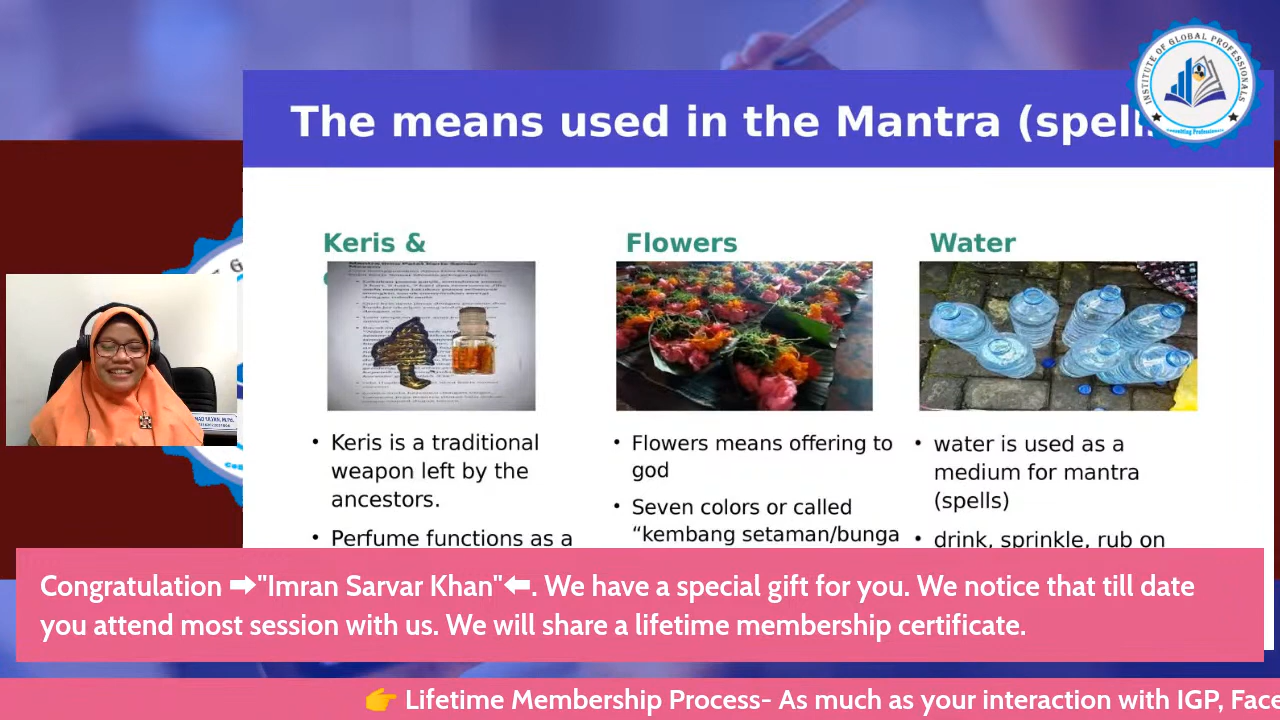 The means used in the Mantra (spell
INSTITUTE OF GLOBAL PROFESSIONALS
Connecting Professionals
Keris &
Flowers
Water
• Keris is a traditional
weapon left by the
ancestors.
• Perfume functions as a
• Flowers means offering to
god
• Seven colors or called
“kembang setaman/bunga
• water is used as a
medium for mantra
(spells)
• drink, sprinkle, rub on
Congratulation ➡"Imran Sarvar Khan"⬅. We have a special gift for you. We notice that till date
you attend most session with us. We will share a lifetime membership certificate.
👉 Lifetime Membership Process- As much as your interaction with IGP, Face